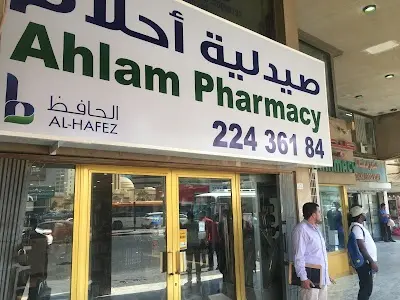 صيدلية أحلام
Ahlam Pharmacy
الحافظ
AL-HAFEZ
224 361 84